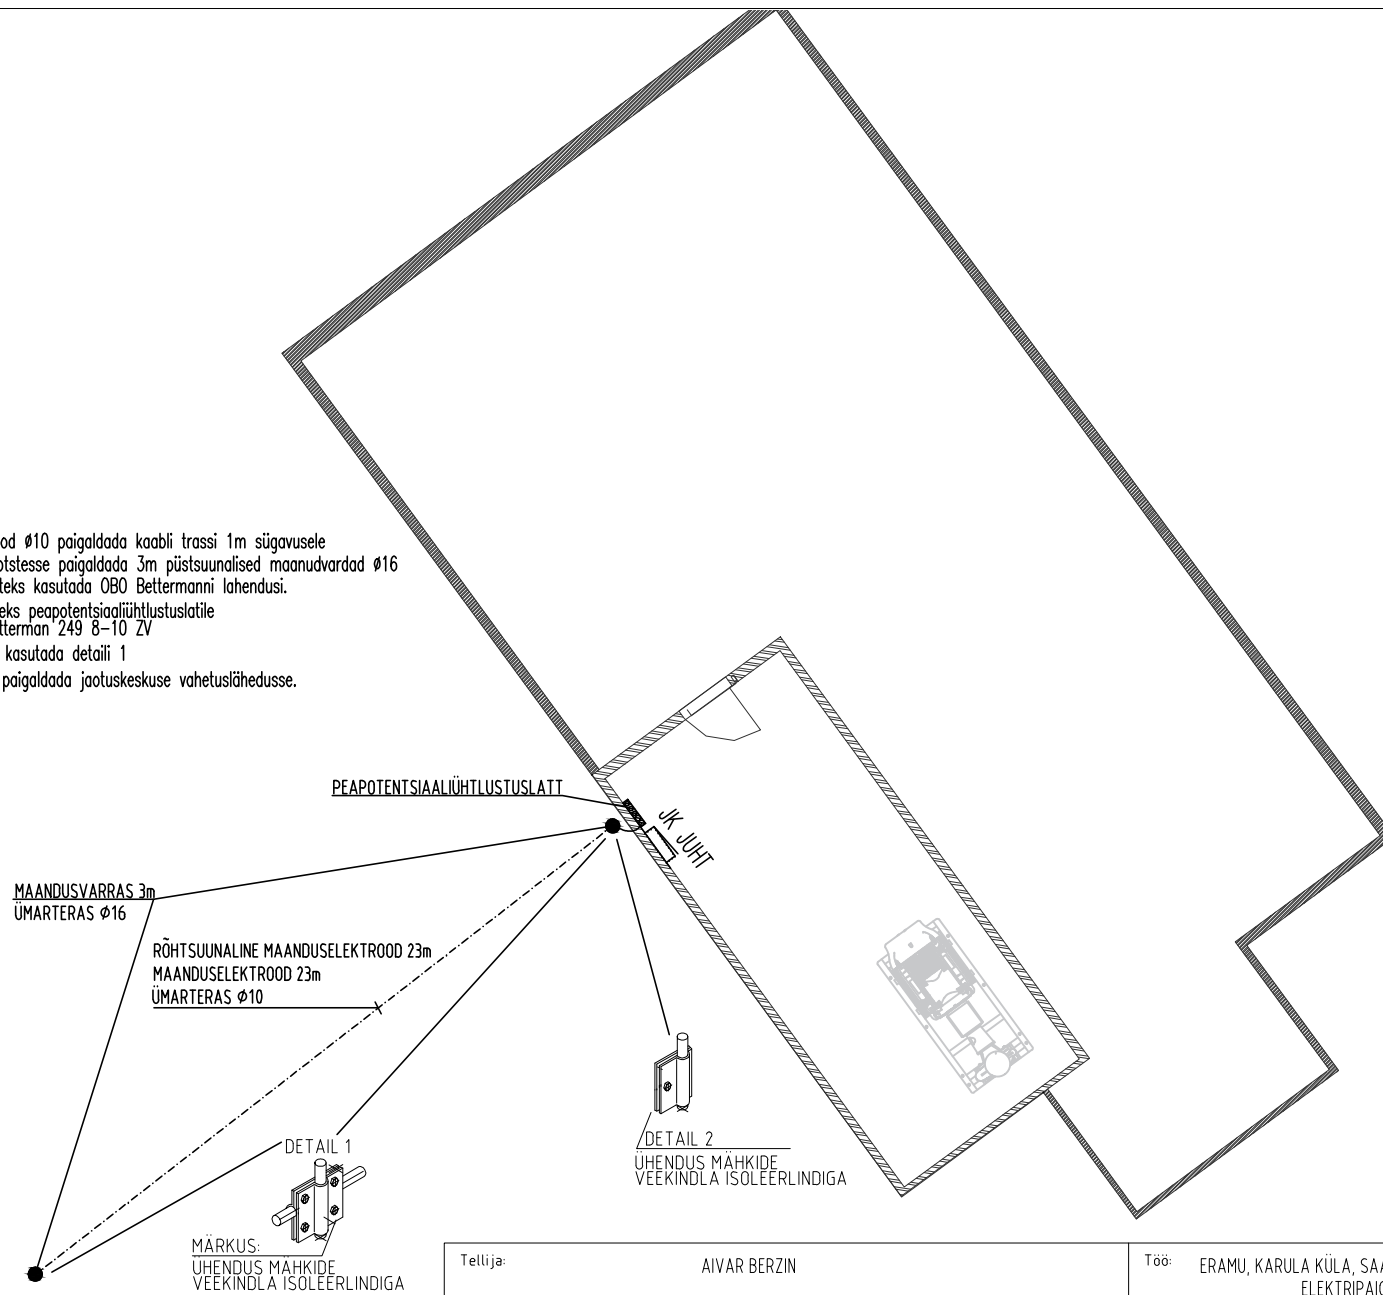 od ø10 paigaldada kaabli trassi 1m sügavusele
otstesse paigaldada 3m püstsuunalised maanudvardad ø16
teks kasutada OBO Bettermanni lahendusi.
eks peapotentsiaaliühtlustuslatile
tterman 249 8-10 ZV
kasutada detaili 1
paigaldada jaotuskeskuse vahetuslähedusse.
PEAPOTENTSIAALIÜHTLUSTUSLATT
JK JUHT
MAANDUSVARRAS 3m
ÜMARTERAS ø16
RÕHTSUUNALINE MAANDUSELEKTROOD 23m
MAANDUSELEKTROOD 23m
ÜMARTERAS ø10
DETAIL 1
MÄRKUS:
ÜHENDUS MÄHKIDE
VEEKINDLA ISOLEERLINDIGA
DETAIL 2
ÜHENDUS MÄHKIDE
VEEKINDLA ISOLEERLINDIGA
Tellija: AIVAR BERZIN
Töö: ERAMU, KARULA KÜLA, SAA
ELEKTRIPAIG